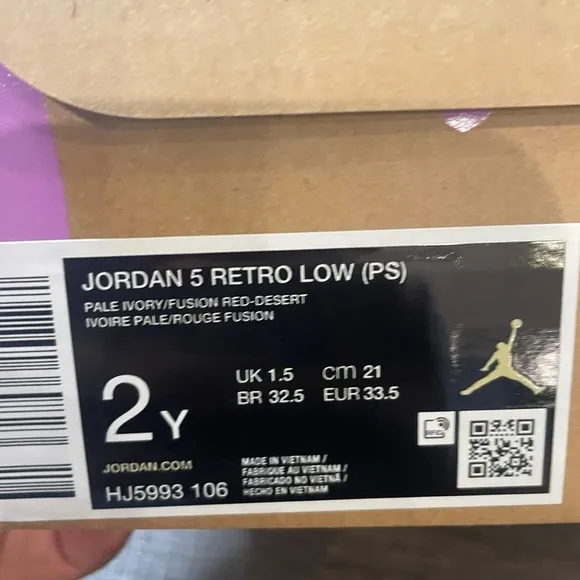 JORDAN 5 RETRO LOW (PS)
PALE IVORY/FUSION RED-DESERT
IVOIRE PALE/ROUGE FUSION
2Y
UK 1.5 cm 21
BR 32.5 EUR 33.5
JORDAN.COM
HJ5993 106
MADE IN VIETNAM /
FABRIQUE AU VIETNAM /
FABRICADO NO VIETNÃ /
HECHO EN VIETNAM